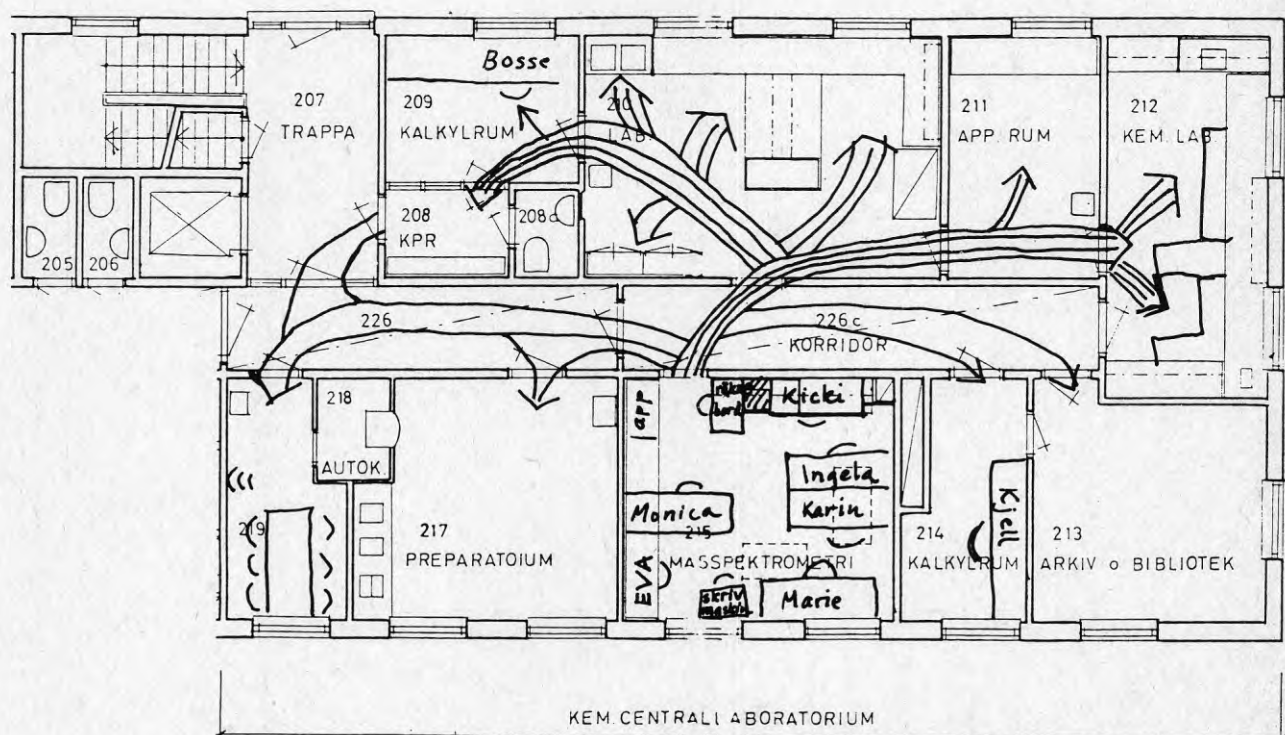 Bosse
207
TRAPPA
209
KALKYLRUM
210
LAB
211
APP. RUM
212
KEM. LAB
208
KPR
208a
205
206
226
226c
KORRIDOR
218
AUTOK.
219
217
PREPARATOIUM
app
Kicki
Ingela
Karin
Monica
215
MASSPEKTROMETRI
EVA
skriv
maskin
Marie
214
KALKYLRUM
Kjell
213
ARKIV o BIBLIOTEK
KEM. CENTRALLABORATORIUM